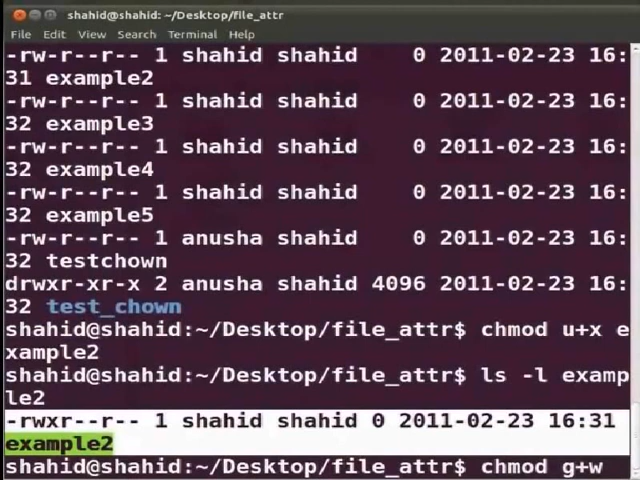 shahid@shahid: ~/Desktop/file_attr
File Edit View Search Terminal Help
-rw-r--r-- 1 shahid shahid 0 2011-02-23 16:
31 example2
-rw-r--r-- 1 shahid shahid 0 2011-02-23 16:
32 example3
-rw-r--r-- 1 shahid shahid 0 2011-02-23 16:
32 example4
-rw-r--r-- 1 shahid shahid 0 2011-02-23 16:
32 example5
-rw-r--r-- 1 anusha shahid 0 2011-02-23 16:
32 testchown
drwxr-xr-x 2 anusha shahid 4096 2011-02-23 16:
32 test_chown
shahid@shahid:~/Desktop/file_attr$ chmod u+x e
xample2
shahid@shahid:~/Desktop/file_attr$ ls -l examp
le2
-rwxr--r-- 1 shahid shahid 0 2011-02-23 16:31
example2
shahid@shahid:~/Desktop/file_attr$ chmod g+w